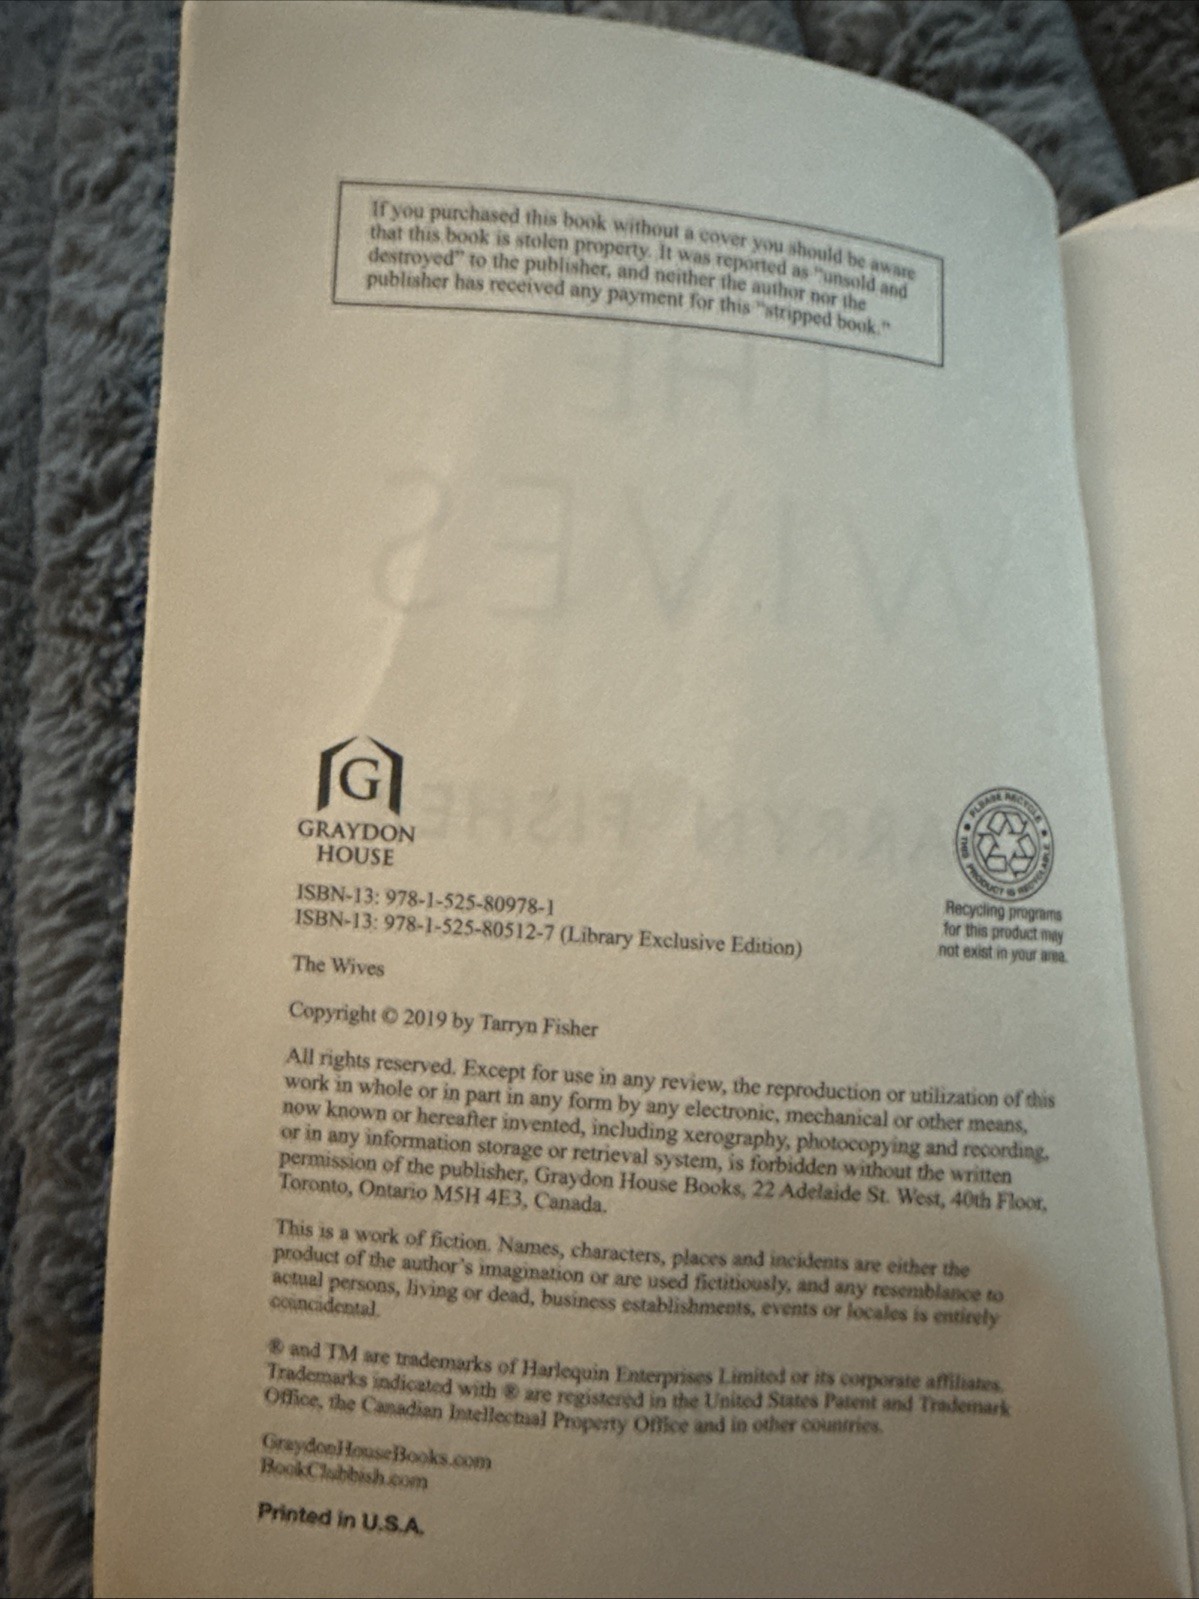 If you purchased this book without a cover you should be aware
that this book is stolen property. It was reported as "unsold and
destroyed" to the publisher, and neither the author nor the
publisher has received any payment for this "stripped book."
THE
WIVES
FISHE
G
GRAYDON
HOUSE
PLEASE RECYCLE
THIS PRODUCT IS RECYCLABLE
Recycling programs
for this product may
not exist in your area.
ISBN-13: 978-1-525-80978-1
ISBN-13: 978-1-525-80512-7 (Library Exclusive Edition)
The Wives
Copyright © 2019 by Tarryn Fisher
All rights reserved. Except for use in any review, the reproduction or utilization of this
work in whole or in part in any form by any electronic, mechanical or other means,
now known or hereafter invented, including xerography, photocopying and recording,
or in any information storage or retrieval system, is forbidden without the written
permission of the publisher, Graydon House Books, 22 Adelaide St. West, 40th Floor,
Toronto, Ontario M5H 4E3, Canada.
This is a work of fiction. Names, characters, places and incidents are either the
product of the author's imagination or are used fictitiously, and any resemblance to
actual persons, living or dead, business establishments, events or locales is entirely
coincidental.
® and TM are trademarks of Harlequin Enterprises Limited or its corporate affiliates.
Trademarks indicated with ® are registered in the United States Patent and Trademark
Office, the Canadian Intellectual Property Office and in other countries.
GraydonHouseBooks.com
BookClubbish.com
Printed in U.S.A.